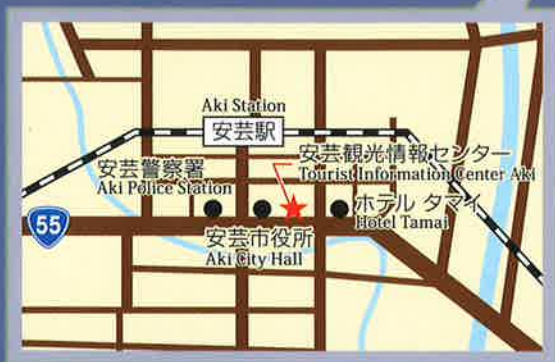 Aki Station
安芸駅
安芸観光情報センター
Tourist Information Center Aki
安芸警察署
Aki Police Station
ホテル タマイ
Hotel Tamai
55
安芸市役所
Aki City Hall